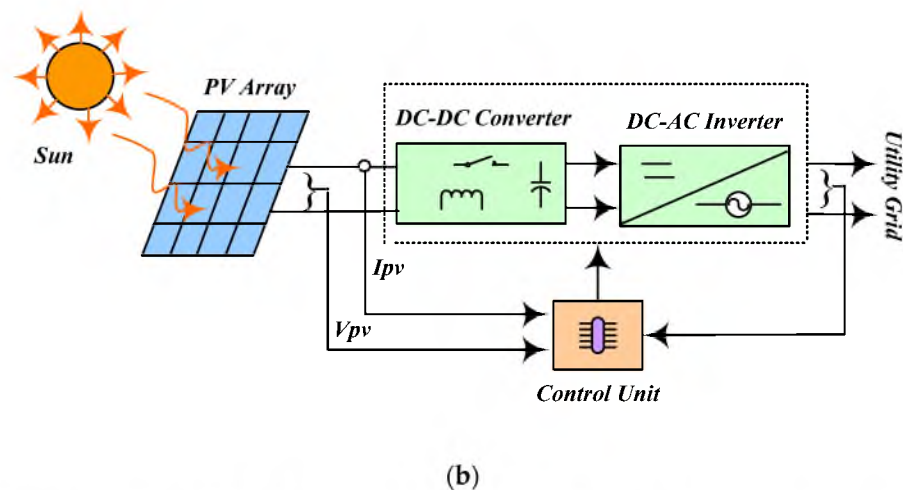 PV Array
DC-DC Converter
DC-AC Inverter
Sun
Utility Grid
Ipv
Vpv
Control Unit
(b)